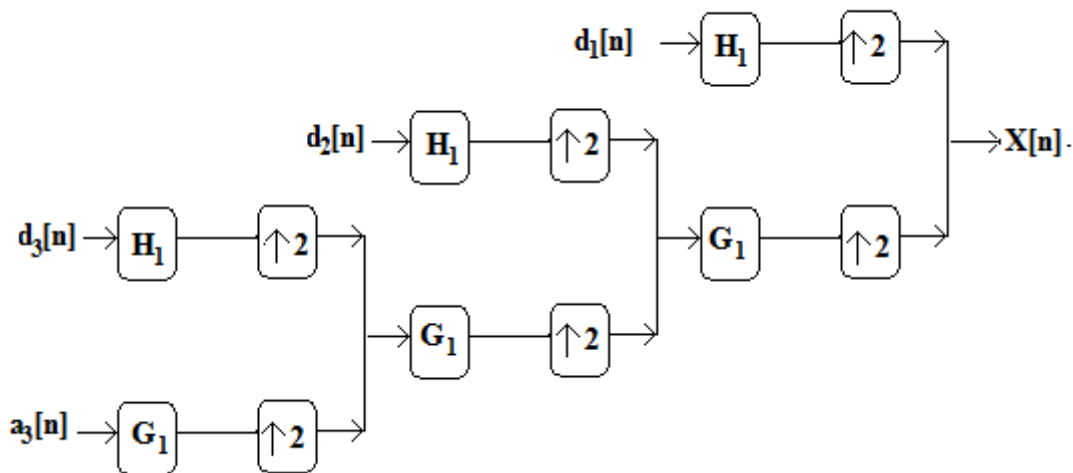 d₁[n] H₁ ↑2
d₂[n] H₁ ↑2 X[n]
d₃[n] H₁ ↑2 G₁ ↑2
G₁ ↑2
a₃[n] G₁ ↑2